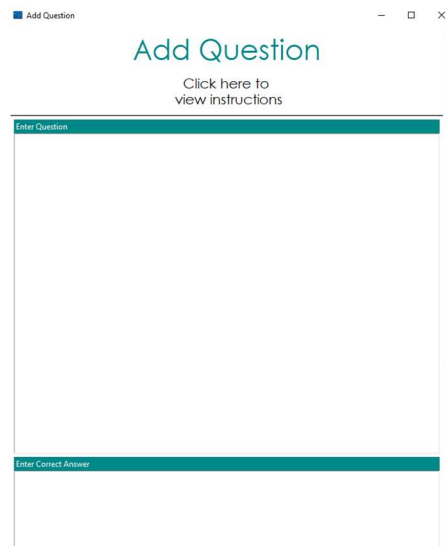 Add Question
Add Question
Click here to
view instructions
Enter Question
Enter Correct Answer